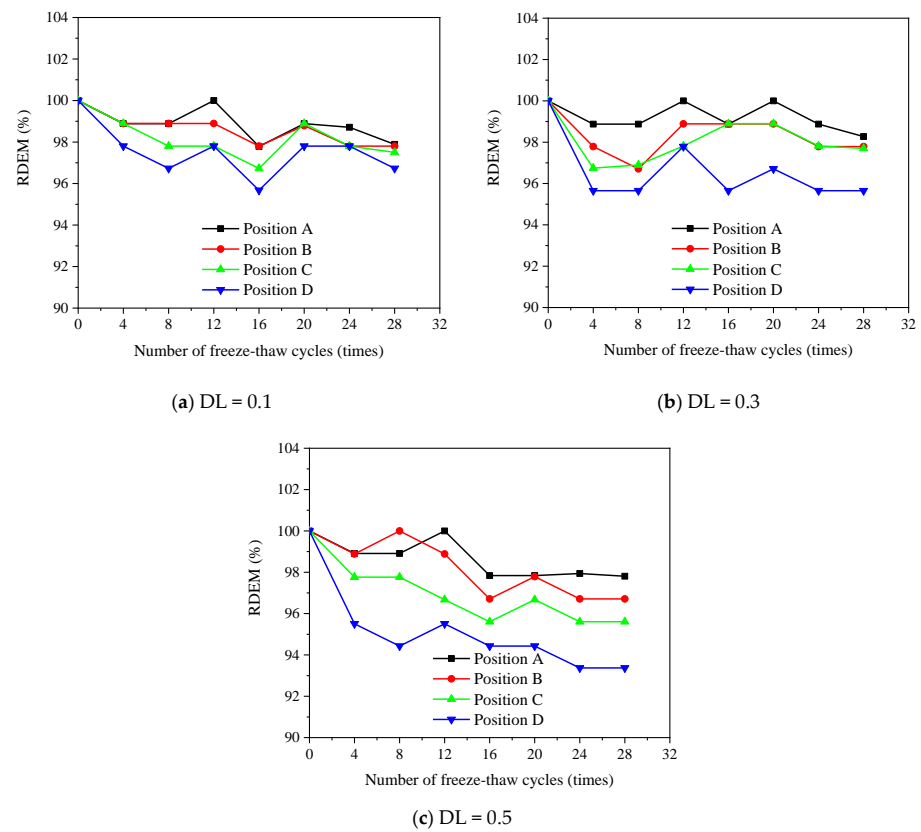 104
102
100
98
96
94
92
90
RDEM (%)
Position A
Position B
Position C
Position D
0 4 8 12 16 20 24 28 32
Number of freeze-thaw cycles (times)
(a) DL = 0.1
104
102
100
98
96
94
92
90
RDEM (%)
Position A
Position B
Position C
Position D
0 4 8 12 16 20 24 28 32
Number of freeze-thaw cycles (times)
(b) DL = 0.3
104
102
100
98
96
94
92
90
RDEM (%)
Position A
Position B
Position C
Position D
0 4 8 12 16 20 24 28 32
Number of freeze-thaw cycles (times)
(c) DL = 0.5